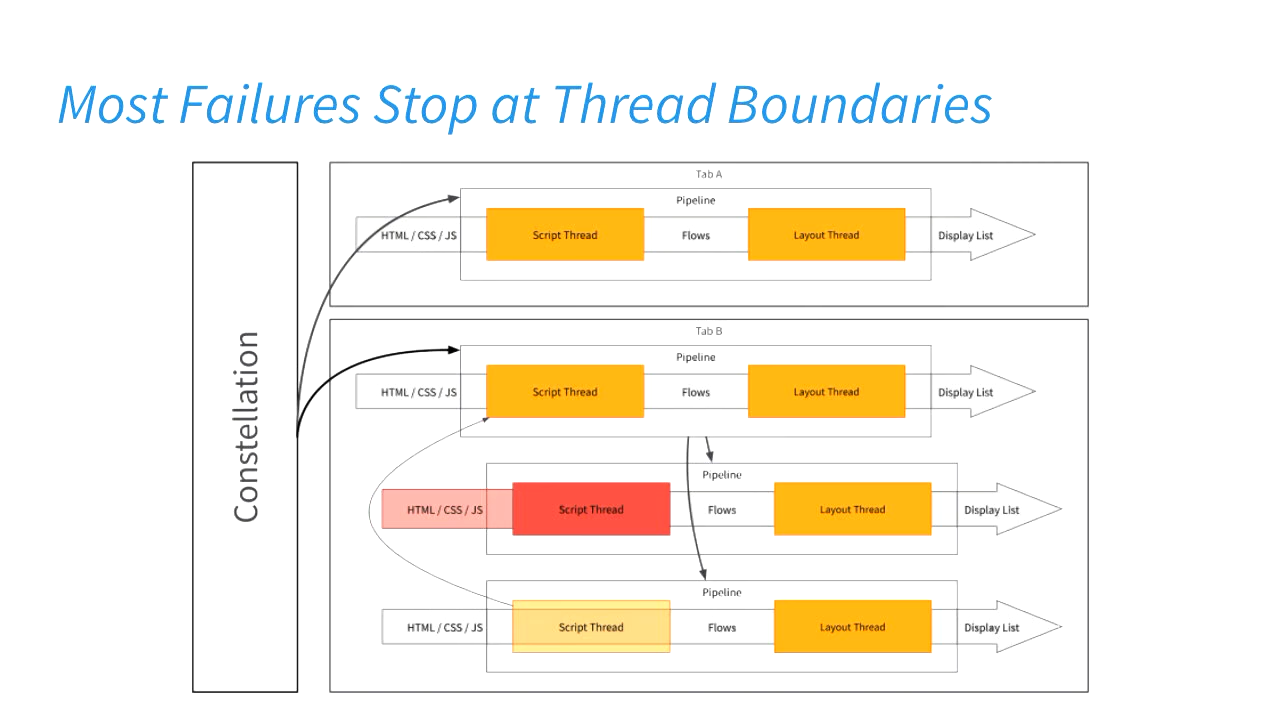 Most Failures Stop at Thread Boundaries
Constellation
Tab A
Pipeline
HTML / CSS / JS
Script Thread
Flows
Layout Thread
Display List
Tab B
Pipeline
HTML / CSS / JS
Script Thread
Flows
Layout Thread
Display List
Pipeline
HTML / CSS / JS
Script Thread
Flows
Layout Thread
Display List
Pipeline
HTML / CSS / JS
Script Thread
Flows
Layout Thread
Display List